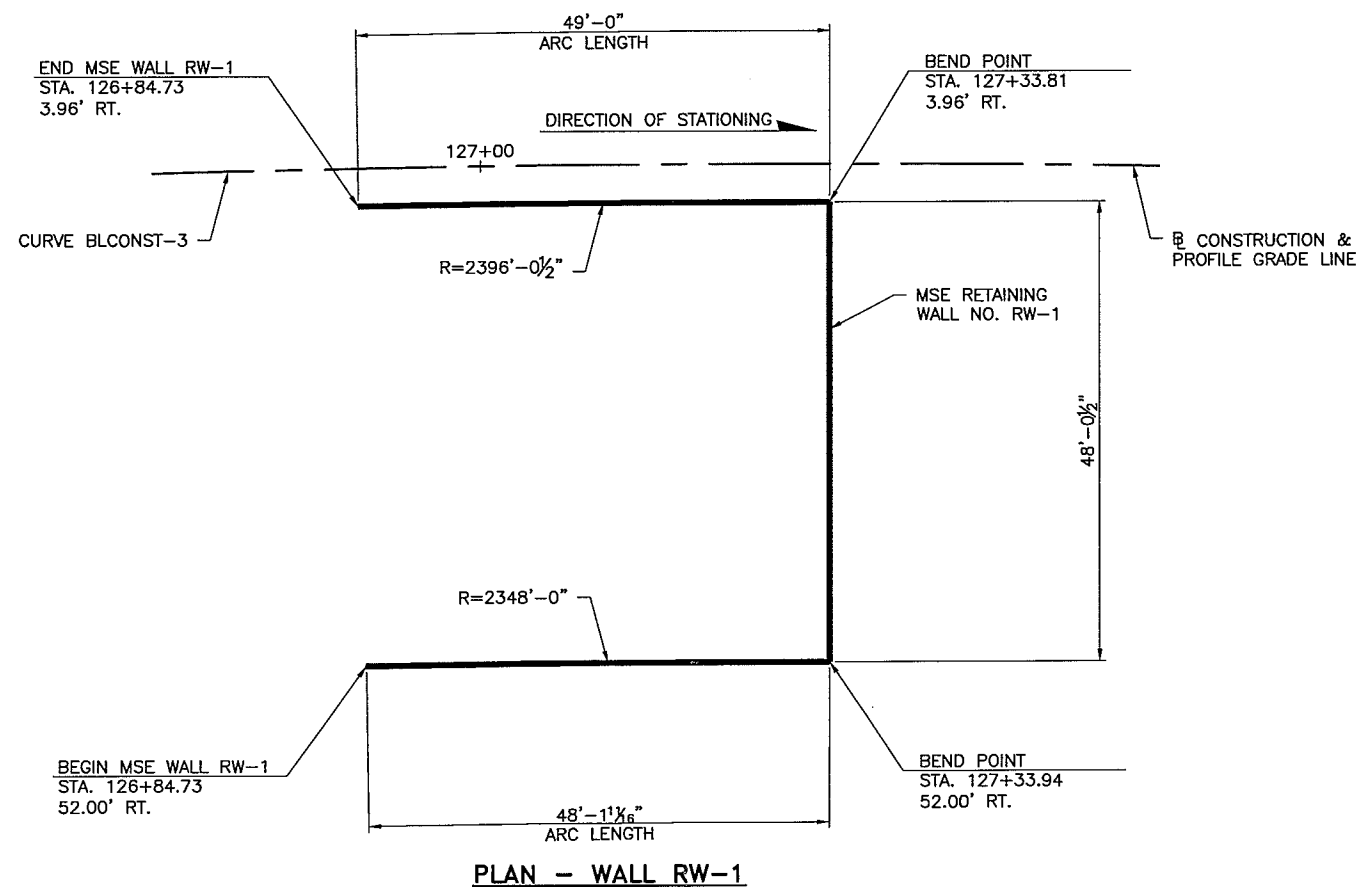 49'-0"
ARC LENGTH
END MSE WALL RW-1
STA. 126+84.73
3.96' RT.
BEND POINT
STA. 127+33.81
3.96' RT.
DIRECTION OF STATIONING
127+00
CURVE BLCONST-3
R=2396'-0½"
℄ CONSTRUCTION &
PROFILE GRADE LINE
MSE RETAINING
WALL NO. RW-1
48'-0½"
R=2348'-0"
BEGIN MSE WALL RW-1
STA. 126+84.73
52.00' RT.
BEND POINT
STA. 127+33.94
52.00' RT.
48'-1 11/16"
ARC LENGTH
PLAN - WALL RW-1